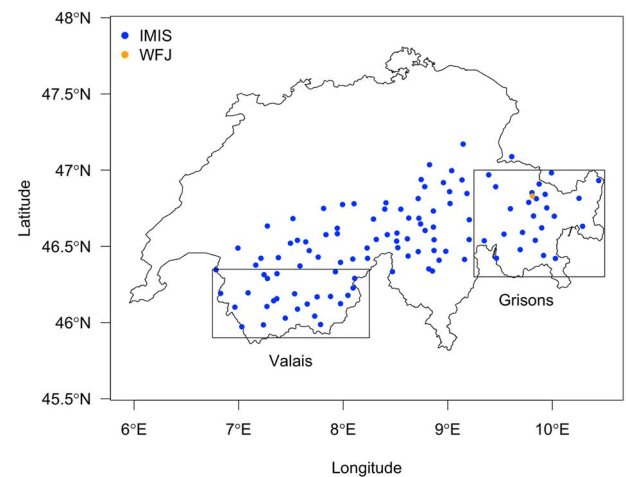 48°N
47.5°N
47°N
46.5°N
46°N
45.5°N
Latitude
IMIS
WFJ
Grisons
Valais
6°E
7°E
8°E
9°E
10°E
Longitude